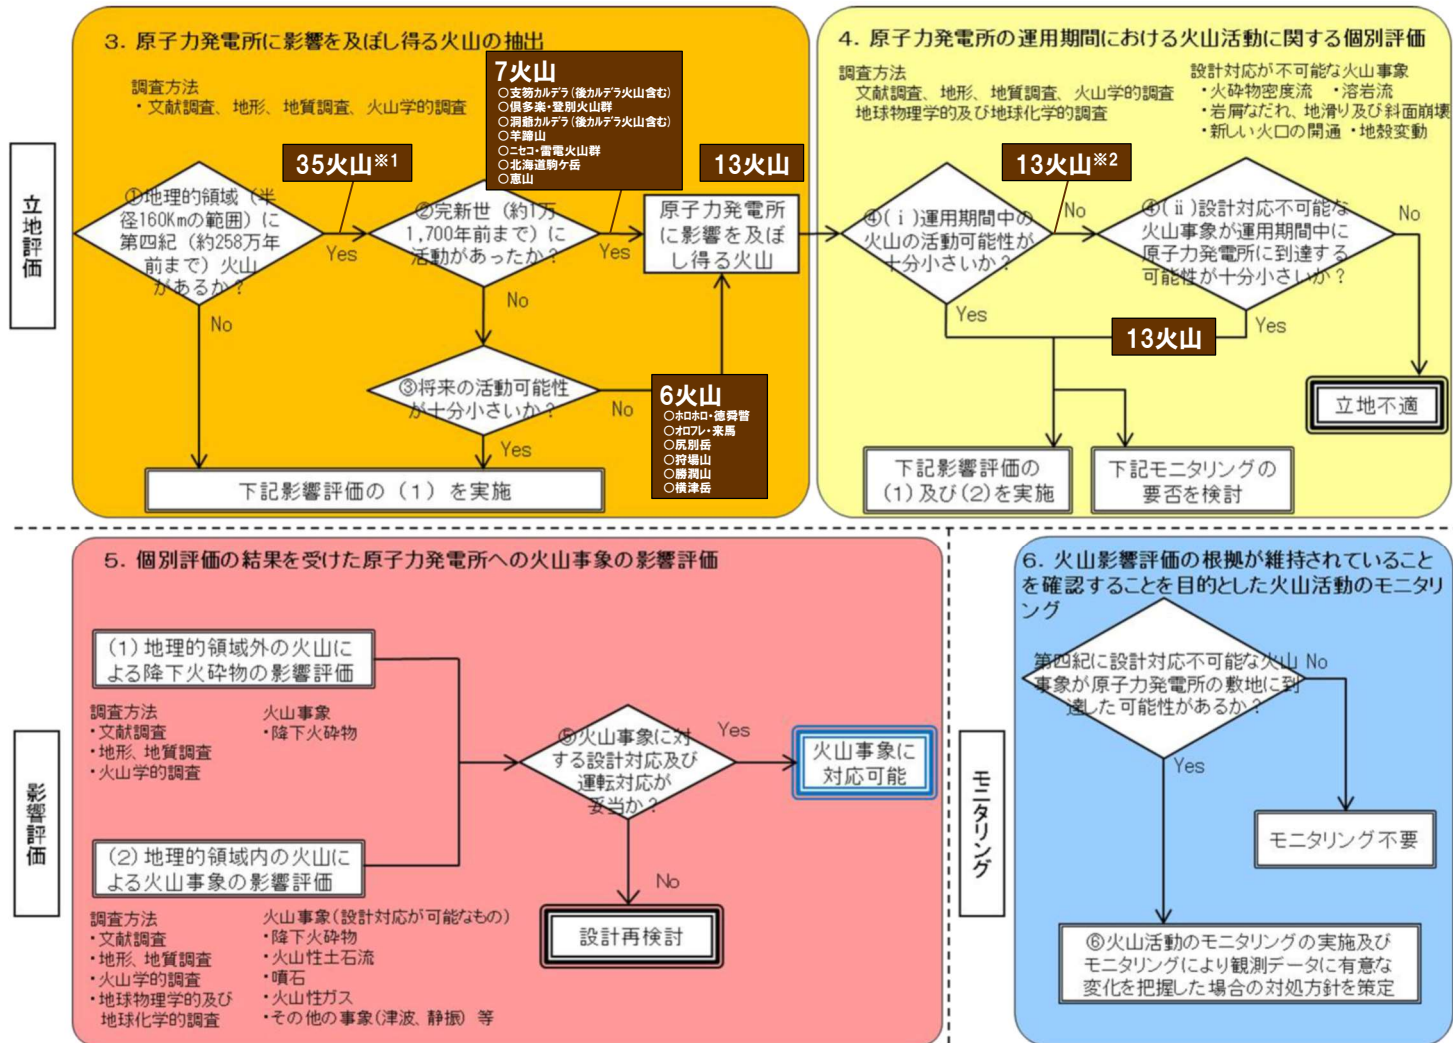 立地評価
3. 原子力発電所に影響を及ぼし得る火山の抽出
調査方法
・文献調査、地形、地質調査、火山学的調査
①地理的領域（半
径160Kmの範囲）に
第四紀（約258万年
前まで）火山
があるか？
Yes
No
35火山※1
②完新世（約1万
1,700年前まで）に
活動があったか？
Yes
No
7火山
○支笏カルデラ(後カルデラ火山含む)
○倶多楽・登別火山群
○洞爺カルデラ(後カルデラ火山含む)
○羊蹄山
○ニセコ・雷電火山群
○北海道駒ケ岳
○恵山
13火山
原子力発電所
に影響を及ぼ
し得る火山
③将来の活動可能性
が十分小さいか？
No
Yes
6火山
○ホロホロ・徳舜瞥
○オロフレ・来馬
○尻別岳
○狩場山
○勝澗山
○横津岳
下記影響評価の（1）を実施
4. 原子力発電所の運用期間における火山活動に関する個別評価
調査方法
文献調査、地形、地質調査、火山学的調査
地球物理学的及び地球化学的調査
設計対応が不可能な火山事象
・火砕物密度流　・溶岩流
・岩屑なだれ、地滑り及び斜面崩壊
・新しい火口の開通　・地殻変動
④(ⅰ)運用期間中の
火山の活動可能性が
十分小さいか？
13火山※2
No
Yes
④(ⅱ)設計対応不可能な
火山事象が運用期間中に
原子力発電所に到達する
可能性が十分小さいか？
No
Yes
13火山
立地不適
下記影響評価の
(1)及び(2)を実施
下記モニタリングの
要否を検討
影響評価
5. 個別評価の結果を受けた原子力発電所への火山事象の影響評価
(1)地理的領域外の火山に
よる降下火砕物の影響評価
調査方法
・文献調査
・地形、地質調査
・火山学的調査
火山事象
・降下火砕物
(2)地理的領域内の火山に
よる火山事象の影響評価
調査方法
・文献調査
・地形、地質調査
・火山学的調査
・地球物理学的及び
地球化学的調査
火山事象(設計対応が可能なもの)
・降下火砕物
・火山性土石流
・噴石
・火山性ガス
・その他の事象(津波、静振) 等
⑤火山事象に対
する設計対応及び
運転対応が
妥当か？
Yes
No
火山事象に
対応可能
設計再検討
モニタリング
6. 火山影響評価の根拠が維持されていること
を確認することを目的とした火山活動のモニタリ
ング
第四紀に設計対応不可能な火山
事象が原子力発電所の敷地に到
達した可能性があるか？
No
Yes
モニタリング不要
⑥火山活動のモニタリングの実施及び
モニタリングにより観測データに有意な
変化を把握した場合の対処方針を策定